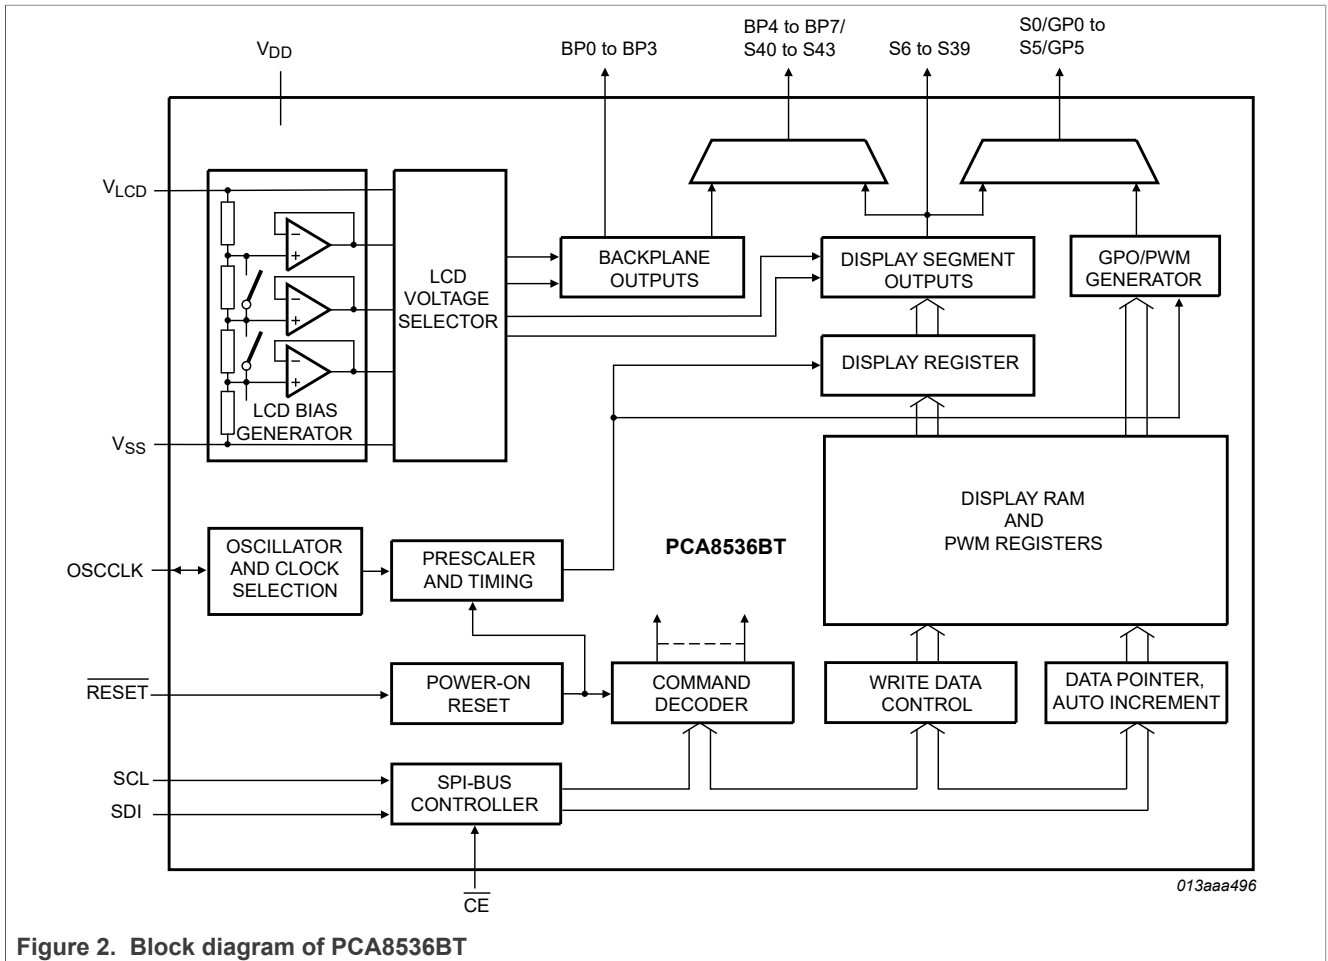 BP4 to BP7/
S40 to S43
S0/GP0 to
S5/GP5
VDD
BP0 to BP3
S6 to S39
VLCD
−
+
−
+
−
+
LCD BIAS
GENERATOR
LCD
VOLTAGE
SELECTOR
BACKPLANE
OUTPUTS
DISPLAY SEGMENT
OUTPUTS
GPO/PWM
GENERATOR
DISPLAY REGISTER
VSS
DISPLAY RAM
AND
PWM REGISTERS
OSCCLK
OSCILLATOR
AND CLOCK
SELECTION
PRESCALER
AND TIMING
PCA8536BT
RESET
POWER-ON
RESET
COMMAND
DECODER
WRITE DATA
CONTROL
DATA POINTER,
AUTO INCREMENT
SCL
SDI
SPI-BUS
CONTROLLER
CE
013aaa496
Figure 2. Block diagram of PCA8536BT